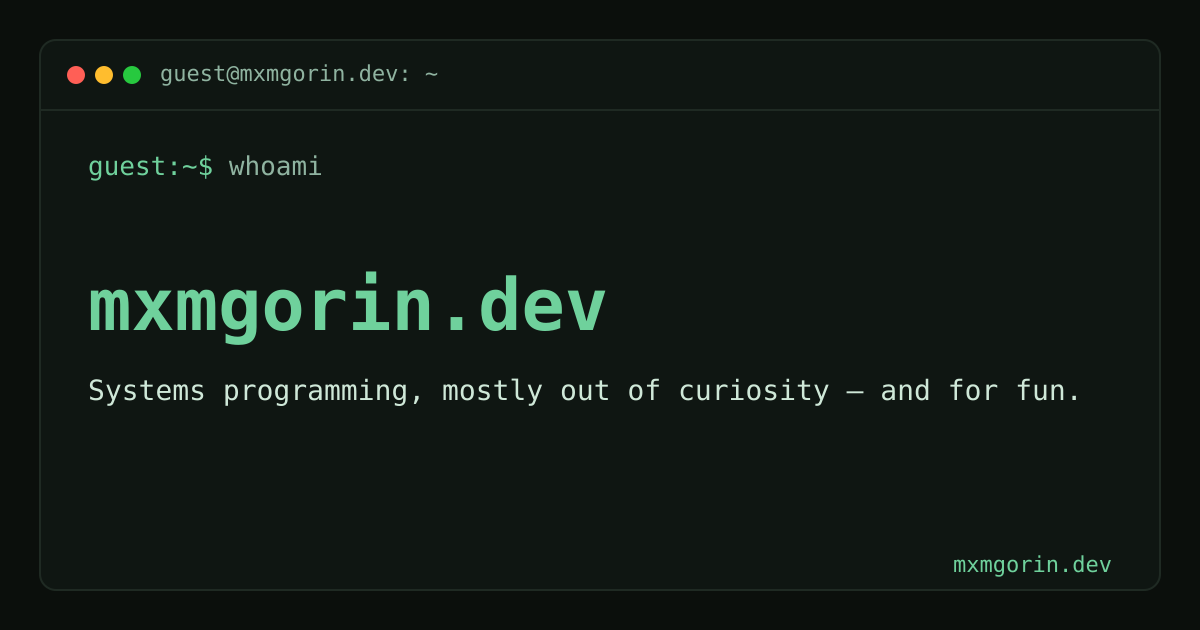 guest@mxmgorin.dev: ~
guest:~$ whoami
mxmgorin.dev
Systems programming, mostly out of curiosity — and for fun.
mxmgorin.dev